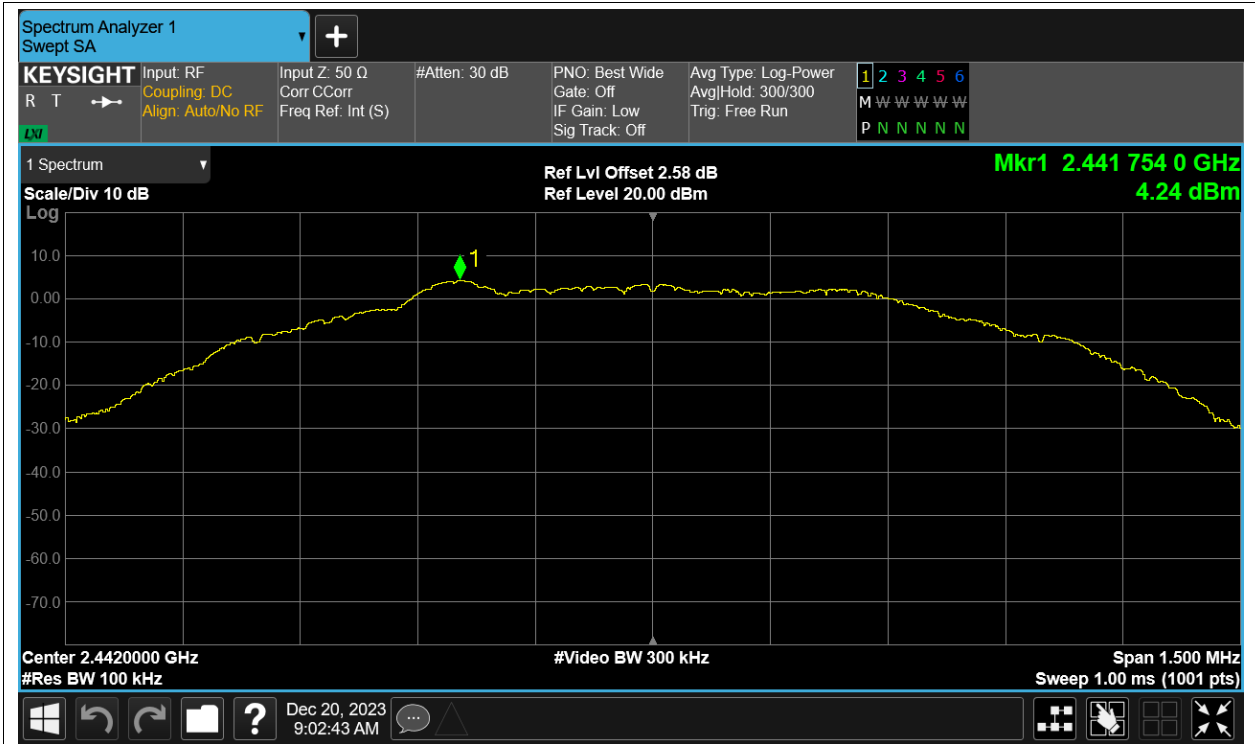 Spectrum Analyzer 1
Swept SA
KEYSIGHT
R T
LXI
Input: RF
Coupling: DC
Align: Auto/No RF
Input Z: 50 Ω
Corr CCorr
Freq Ref: Int (S)
#Atten: 30 dB
PNO: Best Wide
Gate: Off
IF Gain: Low
Sig Track: Off
Avg Type: Log-Power
Avg|Hold: 300/300
Trig: Free Run
1 2 3 4 5 6
M W W W W W
P N N N N N
1 Spectrum
Scale/Div 10 dB
Log
Ref Lvl Offset 2.58 dB
Ref Level 20.00 dBm
Mkr1 2.441 754 0 GHz
4.24 dBm
1
10.0
0.00
-10.0
-20.0
-30.0
-40.0
-50.0
-60.0
-70.0
Center 2.4420000 GHz
#Res BW 100 kHz
#Video BW 300 kHz
Span 1.500 MHz
Sweep 1.00 ms (1001 pts)
?
Dec 20, 2023
9:02:43 AM